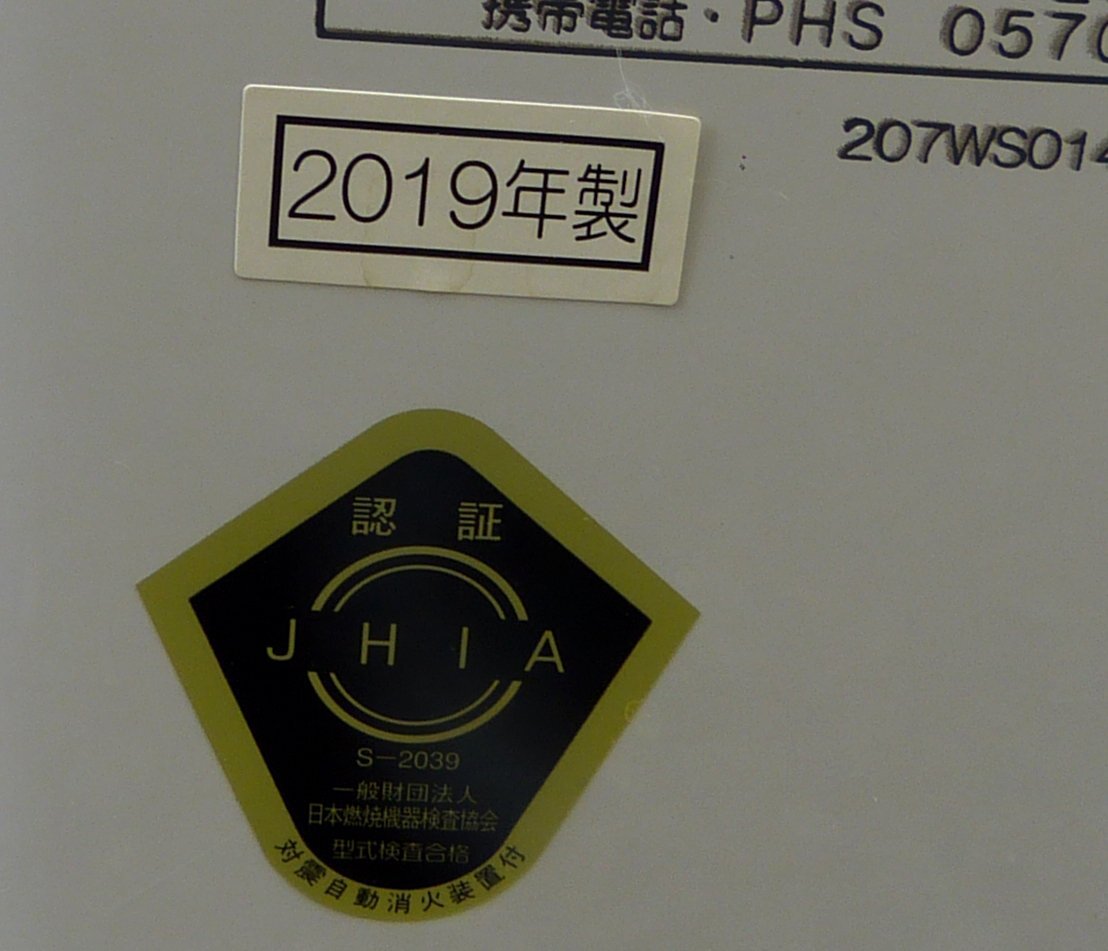 携帯電話・PHS 0570
207WS014
2019年製
認 証
J H I A
S-2039
一般財団法人
日本燃焼機器検査協会
型式検査合格
対震自動消火装置付